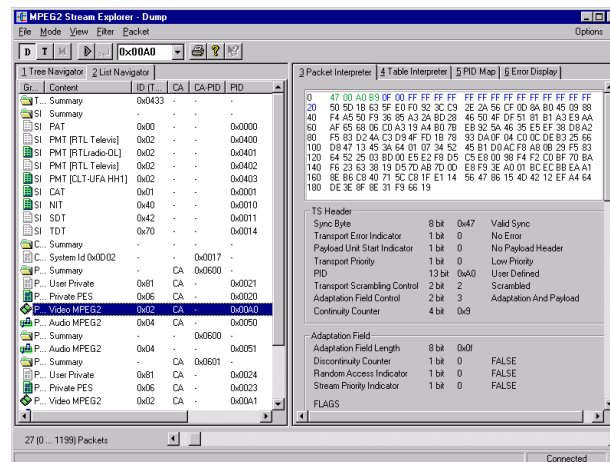 MPEG2 Stream Explorer - Dump
File Mode View Filter Packet Options
D T M 0x00A0
1 Tree Navigator 2 List Navigator
Gr... Content ID (T... CA CA-PID PID
T... Summary 0x0433 - - -
SI Summary - - - -
SI PAT 0x00 - - 0x0000
SI PMT [RTL Televis] 0x02 - - 0x0400
SI PMT [RTLradio-OL] 0x02 - - 0x0401
SI PMT [RTL Televis] 0x02 - - 0x0402
SI PMT [CLT-UFA HH1] 0x02 - - 0x0403
SI CAT 0x01 - - 0x0001
SI NIT 0x40 - - 0x0010
SI SDT 0x42 - - 0x0011
SI TDT 0x70 - - 0x0014
C... Summary - - - -
C... System Id 0x0D02 - - 0x0017 -
P... Summary - CA 0x0600 -
P... User Private 0x81 CA - 0x0021
P... Private PES 0x06 CA - 0x0020
P... Video MPEG2 0x02 CA - 0x00A0
P... Audio MPEG2 0x04 CA - 0x0050
P... Summary - - 0x0600 -
P... Audio MPEG2 0x04 - - 0x0051
P... Summary - CA 0x0601 -
P... User Private 0x81 CA - 0x0024
P... Private PES 0x06 CA - 0x0023
P... Video MPEG2 0x02 CA - 0x00A1
3 Packet Interpreter 4 Table Interpreter 5 PID Map 6 Error Display
0 47 00 A0 B9 0F 00 FF FF FF FF FF FF FF FF FF FF FF FF FF FF
20 50 5D 1B 63 5F E0 F0 92 3C C9 2E 2A 56 CF 0D 8A B0 45 09 88
40 F4 A5 50 F9 36 85 A3 2A BD 28 46 50 4F DF 51 81 B1 A3 E9 AA
60 AF 65 68 06 C0 A3 19 A4 B0 7B EB 92 5A 46 35 E5 EF 38 D8 A2
80 F5 83 D2 4A C3 D9 4F FD 1B 78 93 DA 0F 04 C0 0C DE B3 25 66
100 D8 47 13 45 3A 64 01 07 34 52 45 B1 D0 AC F8 A8 0B 29 F5 83
120 64 52 25 03 BD 00 E5 E2 F8 D5 C5 E8 00 98 F4 F2 C0 BF 70 BA
140 F6 23 63 38 19 D5 7D AB 7D 0D E8 F9 3E A0 01 BC EC BB EA A1
160 8E B6 C8 40 71 5C C8 1F E1 14 56 47 86 15 4D 42 12 EF A4 64
180 DE 3E 8F 8E 31 F9 66 19
TS Header
Sync Byte 8 bit 0x47 Valid Sync
Transport Error Indicator 1 bit 0 No Error
Payload Unit Start Indicator 1 bit 0 No Payload Header
Transport Priority 1 bit 0 Low Priority
PID 13 bit 0xA0 User Defined
Transport Scrambling Control 2 bit 2 Scrambled
Adaptation Field Control 2 bit 3 Adaptation And Payload
Continuity Counter 4 bit 0x9
Adaptation Field
Adaptation Field Length 8 bit 0x0f
Discontinuity Counter 1 bit 0 FALSE
Random Access Indicator 1 bit 0 FALSE
Stream Priority Indicator 1 bit 0 FALSE
FLAGS
27 (0 ... 1199) Packets
Connected